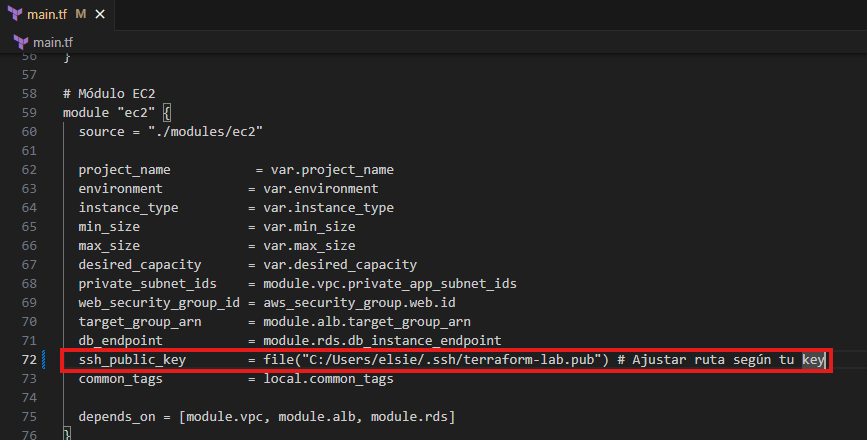 main.tf M ×
main.tf
56 }
57
58 # Módulo EC2
59 module "ec2" {
60 source = "./modules/ec2"
61
62 project_name = var.project_name
63 environment = var.environment
64 instance_type = var.instance_type
65 min_size = var.min_size
66 max_size = var.max_size
67 desired_capacity = var.desired_capacity
68 private_subnet_ids = module.vpc.private_app_subnet_ids
69 web_security_group_id = aws_security_group.web.id
70 target_group_arn = module.alb.target_group_arn
71 db_endpoint = module.rds.db_instance_endpoint
72 ssh_public_key = file("C:/Users/elsie/.ssh/terraform-lab.pub") # Ajustar ruta según tu key
73 common_tags = local.common_tags
74
75 depends_on = [module.vpc, module.alb, module.rds]
76 }